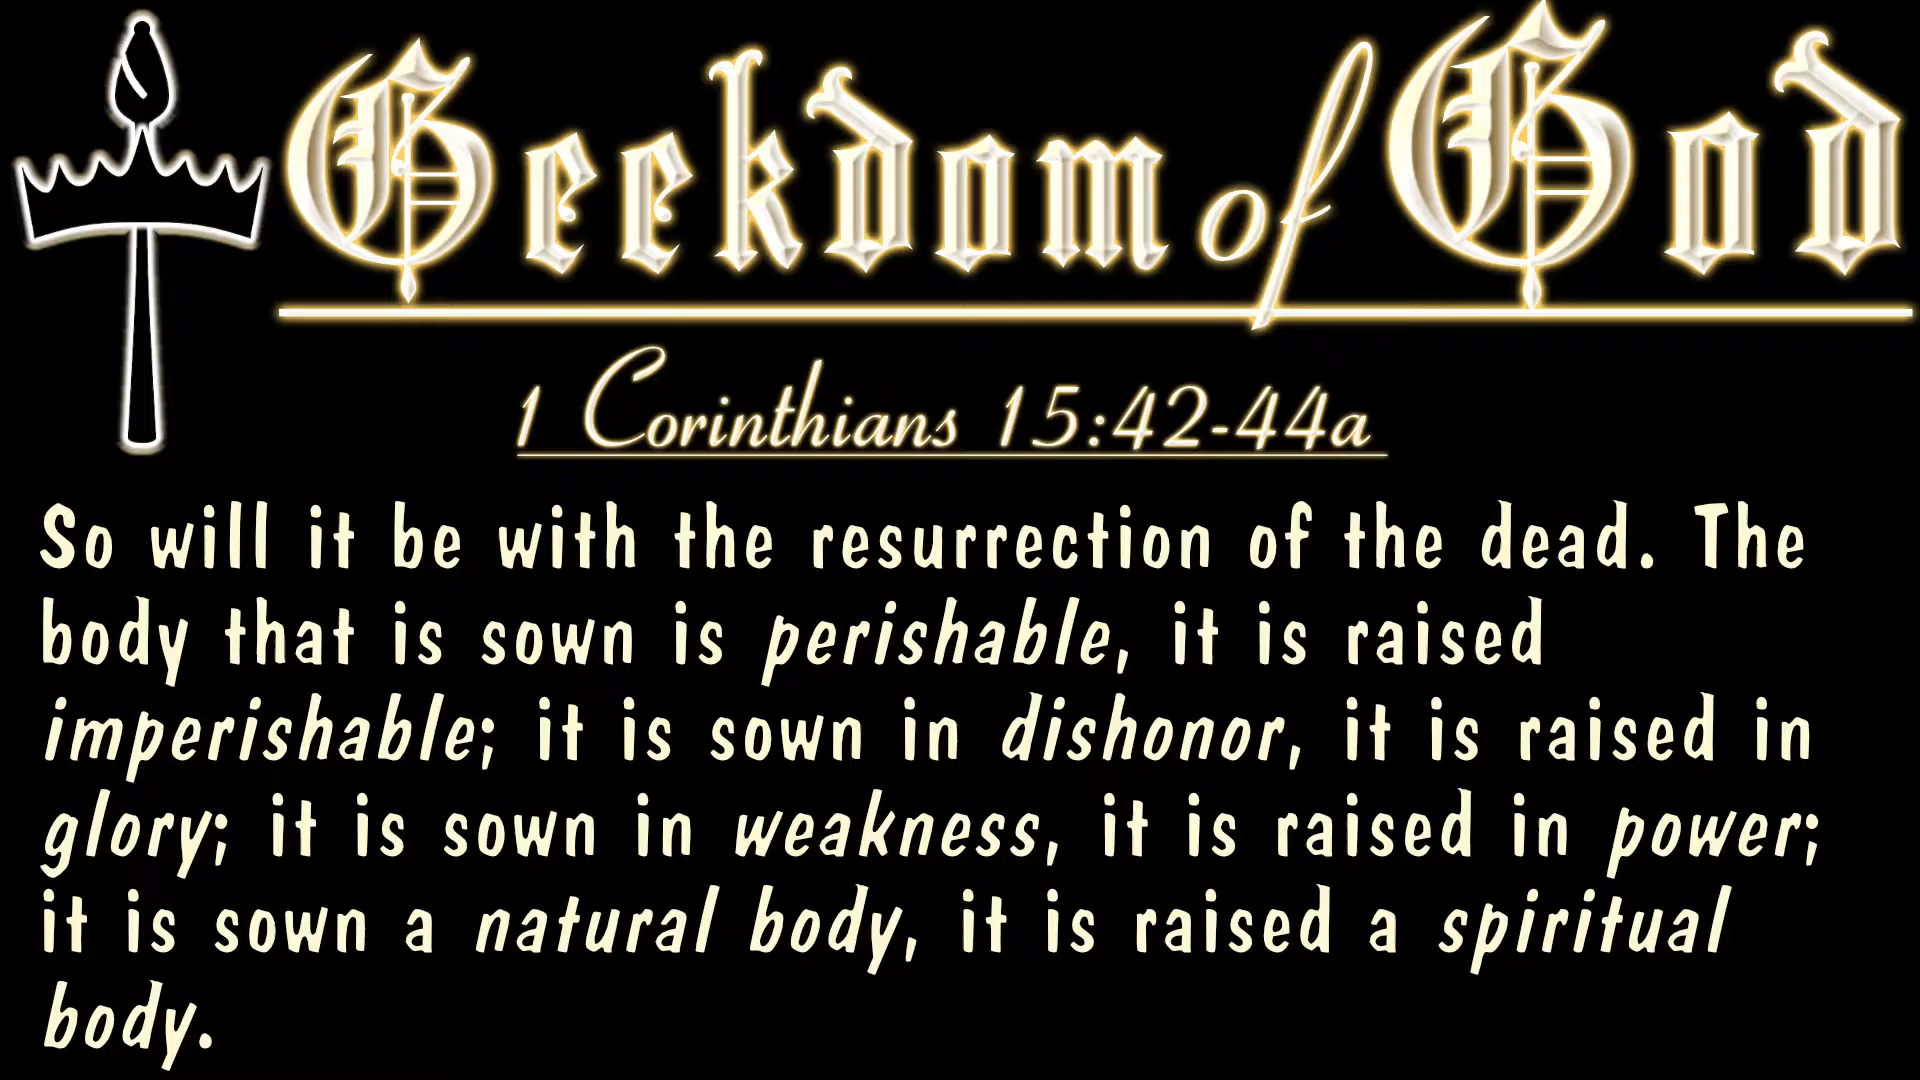 Geekdom of God
1 Corinthians 15:42-44a
So will it be with the resurrection of the dead. The
body that is sown is perishable, it is raised
imperishable; it is sown in dishonor, it is raised in
glory; it is sown in weakness, it is raised in power;
it is sown a natural body, it is raised a spiritual
body.